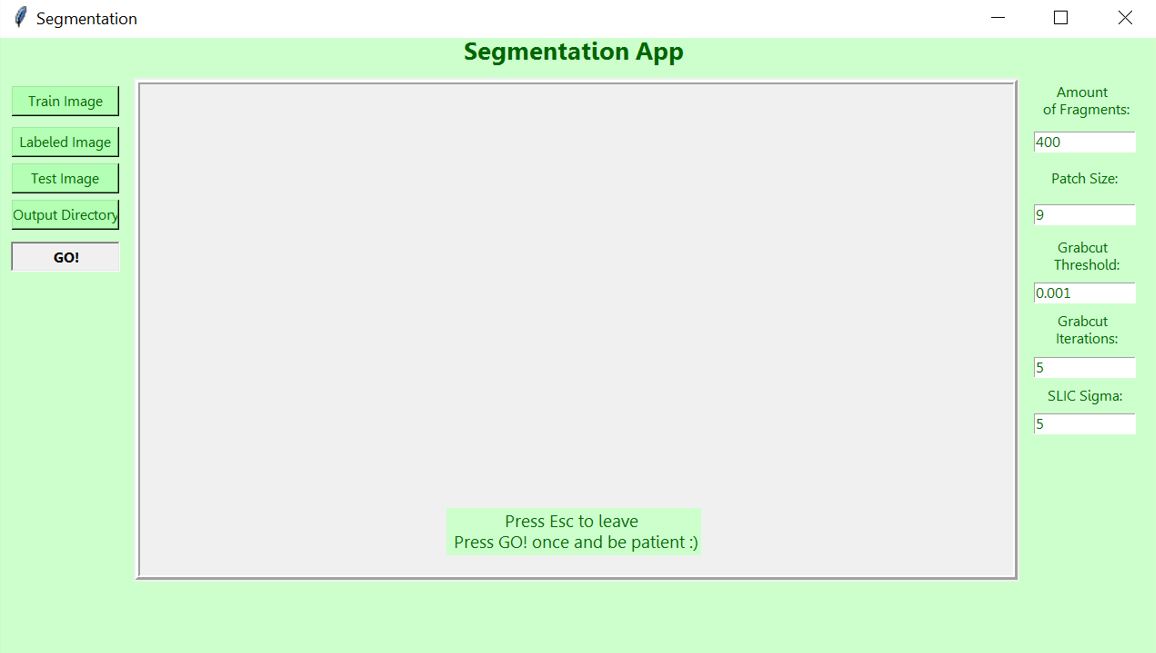 Segmentation
Segmentation App
Train Image
Labeled Image
Test Image
Output Directory
GO!
Press Esc to leave
Press GO! once and be patient :)
Amount
of Fragments:
400
Patch Size:
9
Grabcut
Threshold:
0.001
Grabcut
Iterations:
5
SLIC Sigma:
5